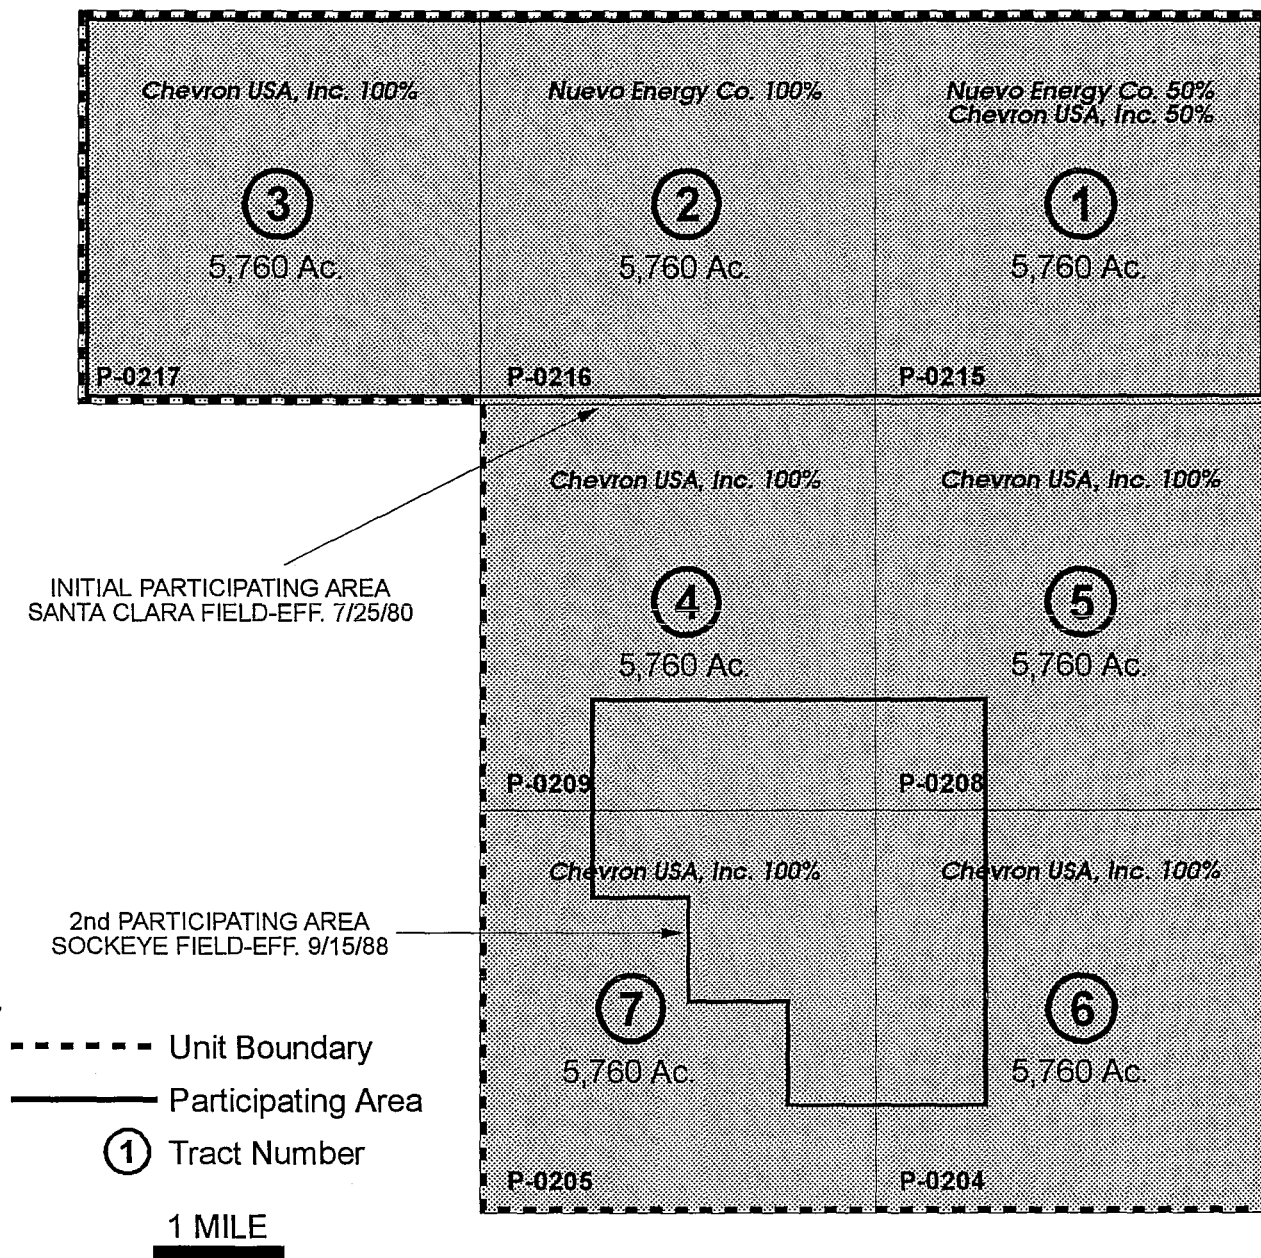 Chevron USA, Inc. 100%
Nuevo Energy Co. 100%
Nuevo Energy Co. 50%
Chevron USA, Inc. 50%
3
2
1
5,760 Ac.
5,760 Ac.
5,760 Ac.
P-0217
P-0216
P-0215
Chevron USA, Inc. 100%
Chevron USA, Inc. 100%
INITIAL PARTICIPATING AREA
SANTA CLARA FIELD-EFF. 7/25/80
4
5
5,760 Ac.
5,760 Ac.
P-0209
P-0208
Chevron USA, Inc. 100%
Chevron USA, Inc. 100%
2nd PARTICIPATING AREA
SOCKEYE FIELD-EFF. 9/15/88
7
6
5,760 Ac.
5,760 Ac.
P-0205
P-0204
Unit Boundary
Participating Area
1 Tract Number
1 MILE